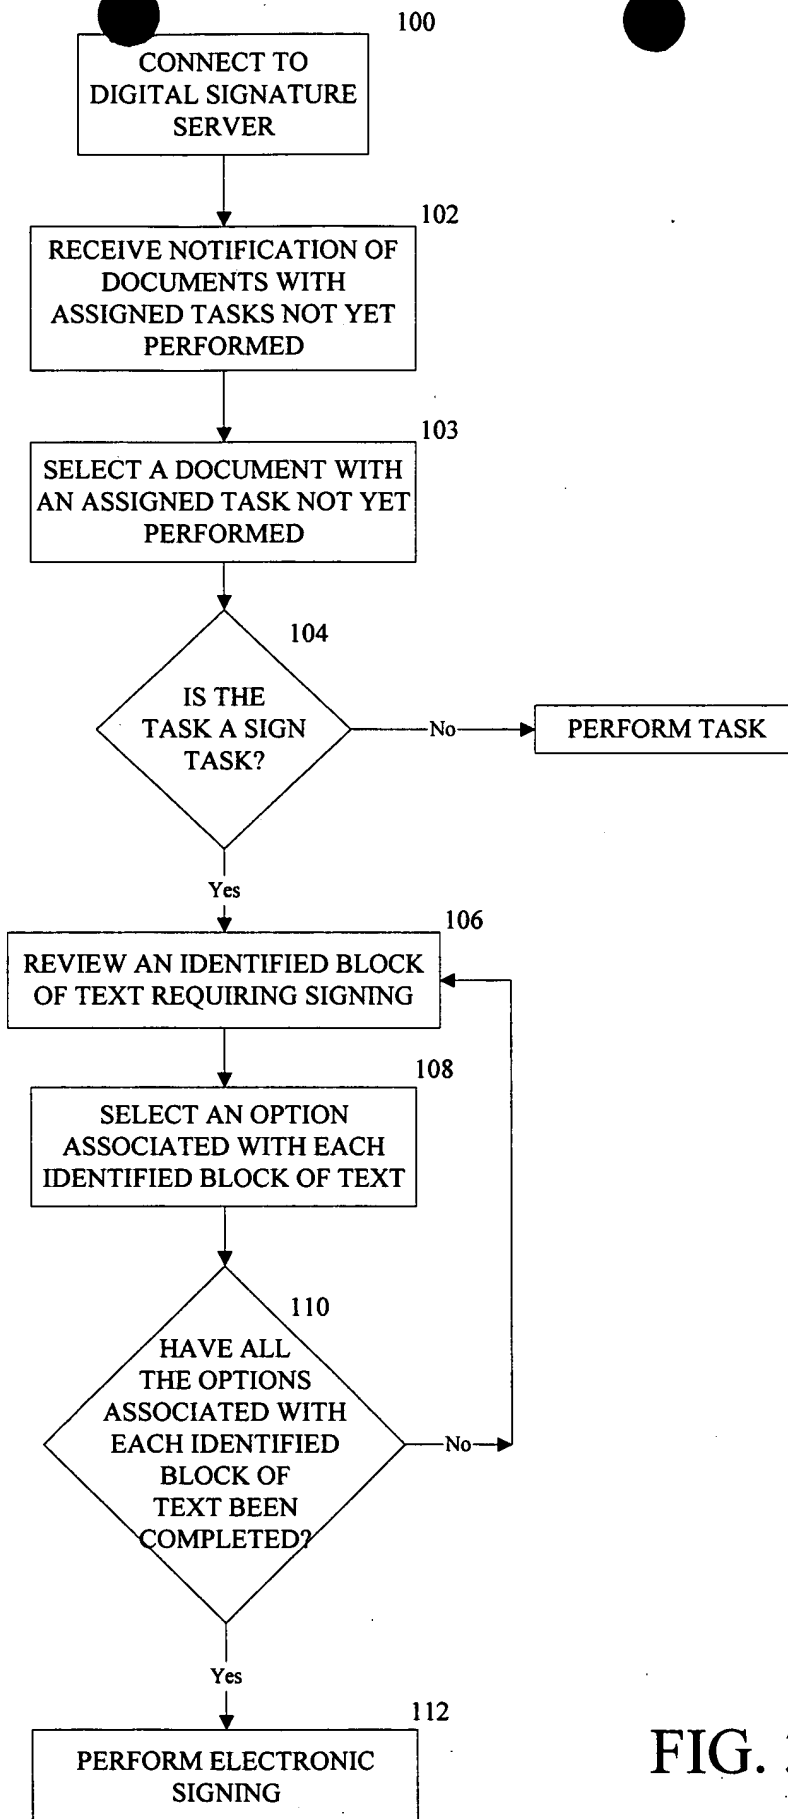 100
CONNECT TO
DIGITAL SIGNATURE
SERVER
102
RECEIVE NOTIFICATION OF
DOCUMENTS WITH
ASSIGNED TASKS NOT YET
PERFORMED
103
SELECT A DOCUMENT WITH
AN ASSIGNED TASK NOT YET
PERFORMED
104
IS THE
TASK A SIGN
TASK?
No
PERFORM TASK
Yes
106
REVIEW AN IDENTIFIED BLOCK
OF TEXT REQUIRING SIGNING
108
SELECT AN OPTION
ASSOCIATED WITH EACH
IDENTIFIED BLOCK OF TEXT
110
HAVE ALL
THE OPTIONS
ASSOCIATED WITH
EACH IDENTIFIED
BLOCK OF
TEXT BEEN
COMPLETED?
No
Yes
112
PERFORM ELECTRONIC
SIGNING
FIG.